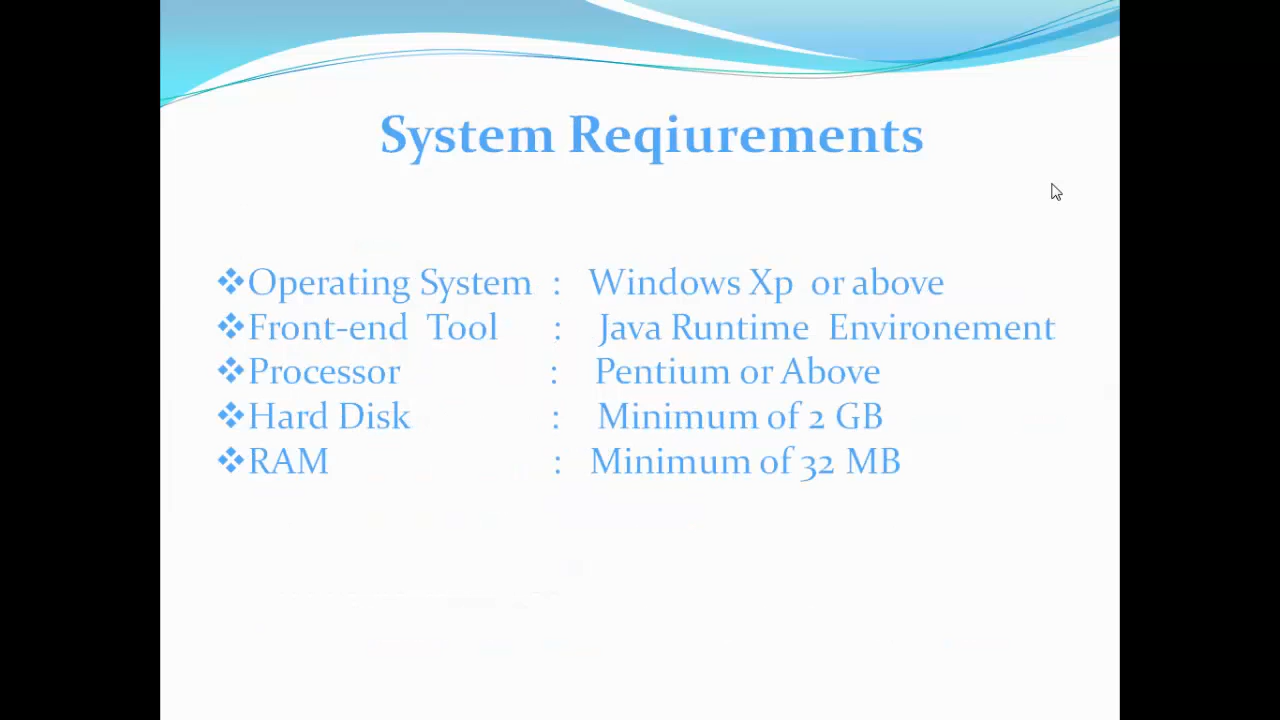 System Reqiurements
❖Operating System : Windows Xp or above
❖Front-end Tool : Java Runtime Environement
❖Processor : Pentium or Above
❖Hard Disk : Minimum of 2 GB
❖RAM : Minimum of 32 MB